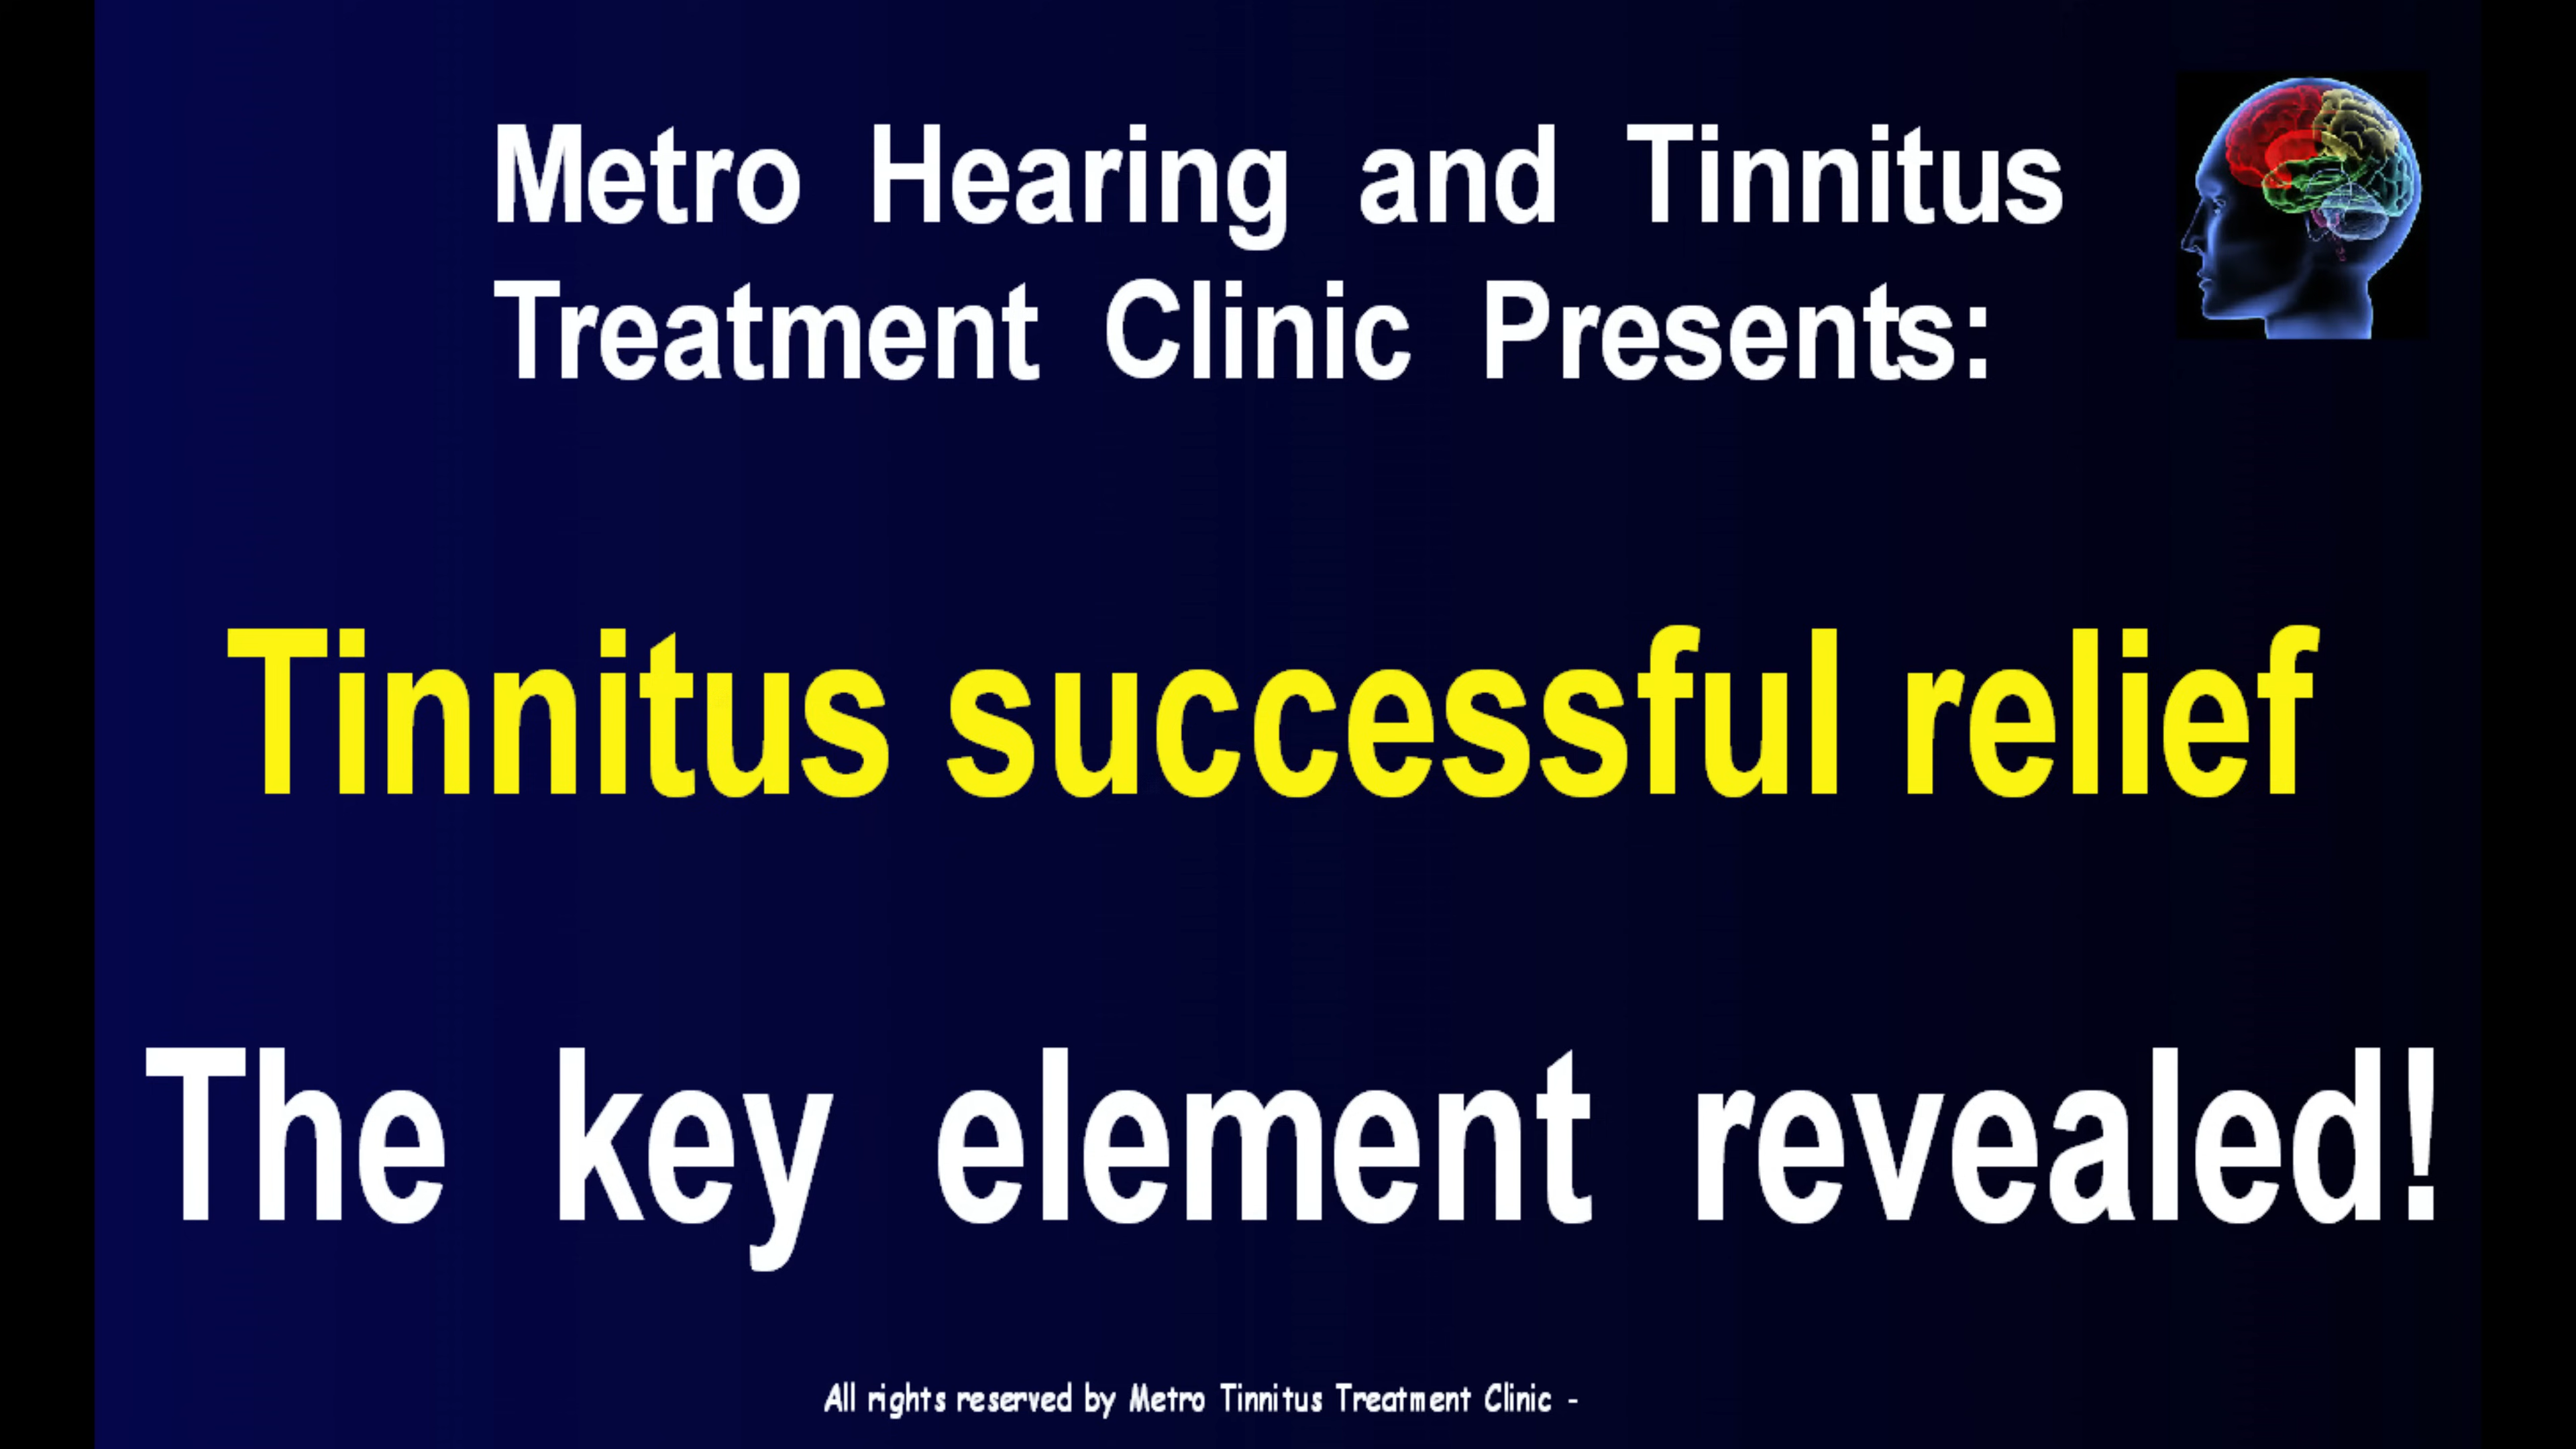 Metro Hearing and Tinnitus
Treatment Clinic Presents:
Tinnitus successful relief
The key element revealed!
All rights reserved by Metro Tinnitus Treatment Clinic -